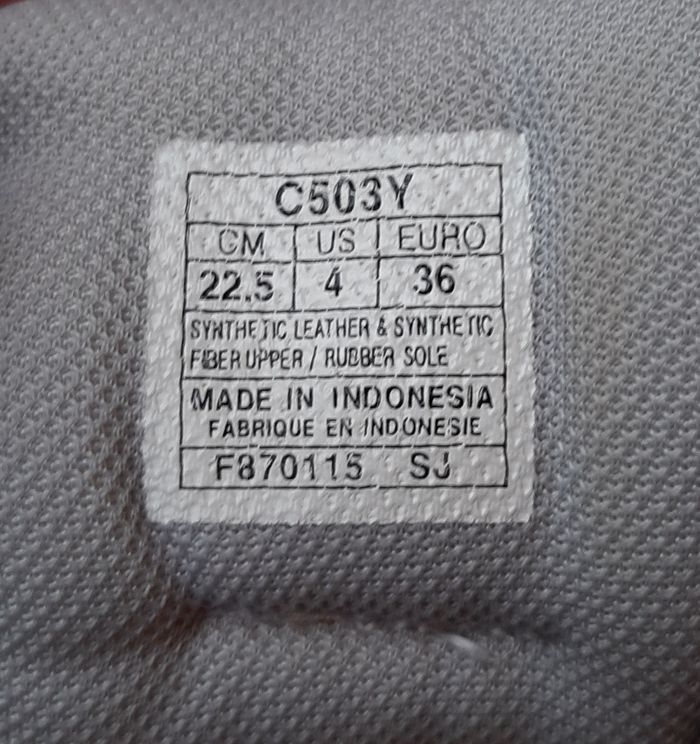 C503Y
CM US EURO
22.5 4 36
SYNTHETIC LEATHER & SYNTHETIC
FIBER UPPER / RUBBER SOLE
MADE IN INDONESIA
FABRIQUE EN INDONESIE
F870115 SJ